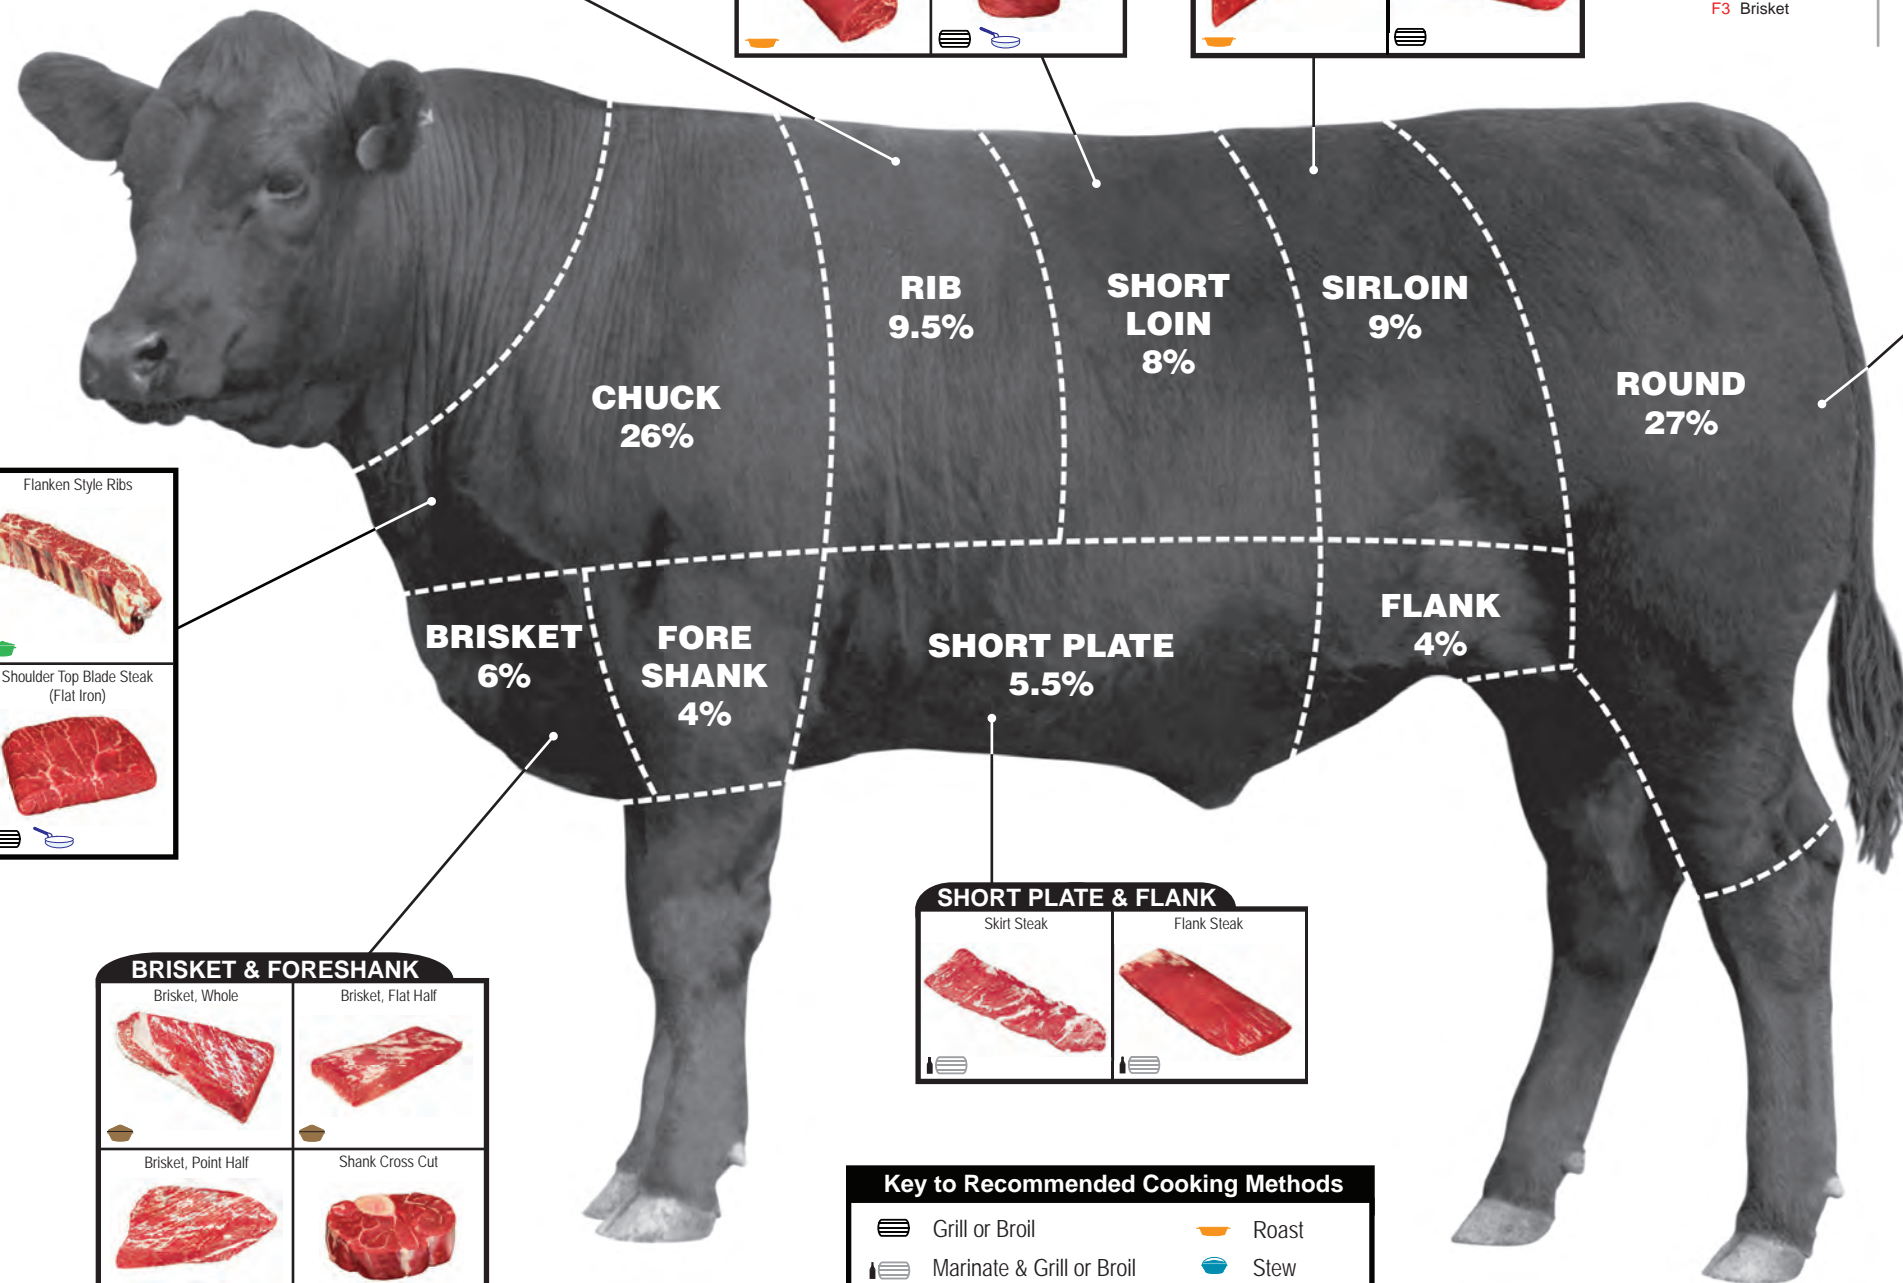 F3 Brisket
RIB
9.5%
SHORT
LOIN
8%
SIRLOIN
9%
CHUCK
26%
ROUND
27%
Flanken Style Ribs
Shoulder Top Blade Steak
(Flat Iron)
BRISKET
6%
FORE
SHANK
4%
SHORT PLATE
5.5%
FLANK
4%
SHORT PLATE & FLANK
Skirt Steak
Flank Steak
BRISKET & FORESHANK
Brisket, Whole
Brisket, Flat Half
Brisket, Point Half
Shank Cross Cut
Key to Recommended Cooking Methods
Grill or Broil
Roast
Marinate & Grill or Broil
Stew